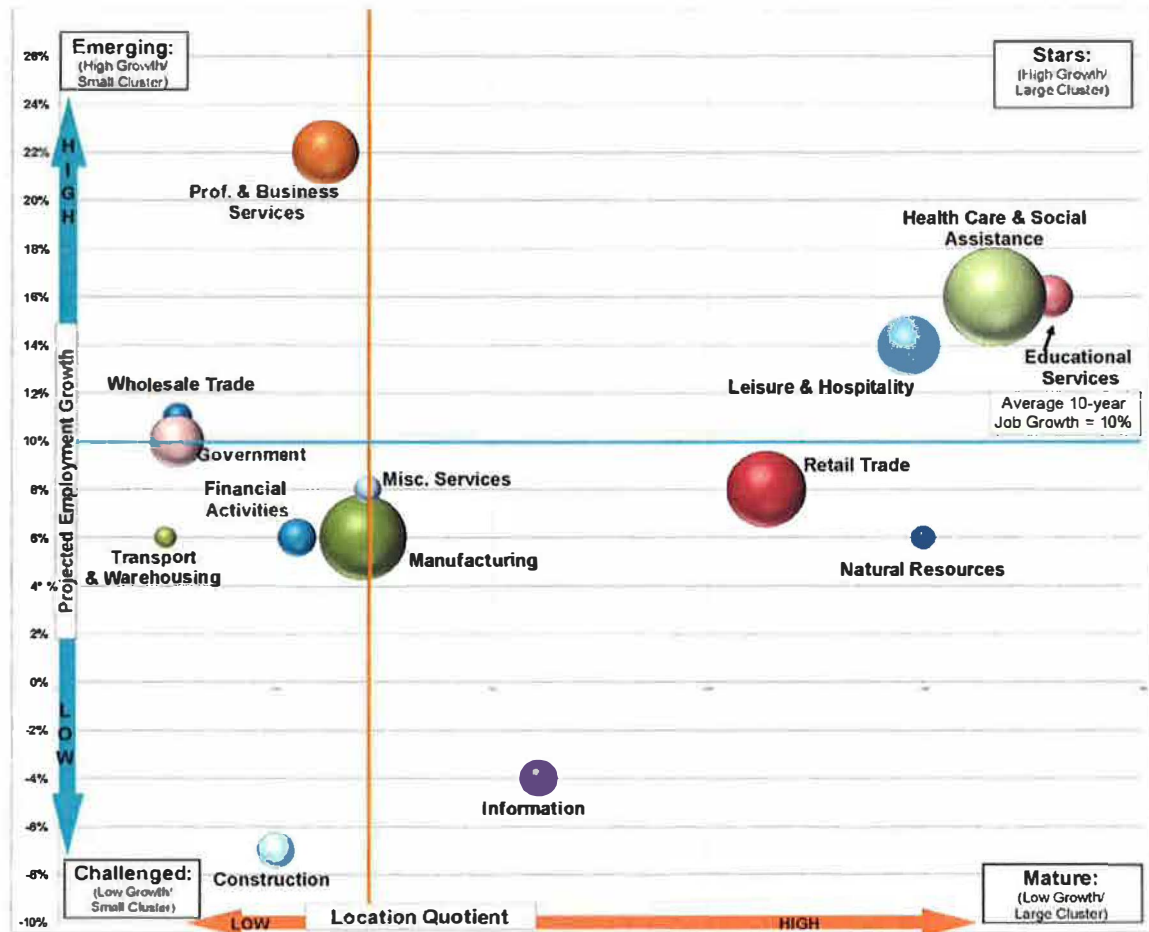 Emerging:
(High Growth/
Small Cluster)
Stars:
(High Growth/
Large Cluster)
26%
24%
22%
20%
18%
16%
14%
12%
10%
8%
6%
4 %
2%
0%
-2%
-4%
-6%
-8%
-10%
HIGH
Projected Employment Growth
LOW
Prof. & Business
Services
Health Care & Social
Assistance
Educational
Services
Leisure & Hospitality
Wholesale Trade
Average 10-year
Job Growth = 10%
Government
Retail Trade
Financial
Activities
Misc. Services
Transport
& Warehousing
Manufacturing
Natural Resources
Information
Construction
Challenged:
(Low Growth/
Small Cluster)
Mature:
(Low Growth/
Large Cluster)
LOW
Location Quotient
HIGH